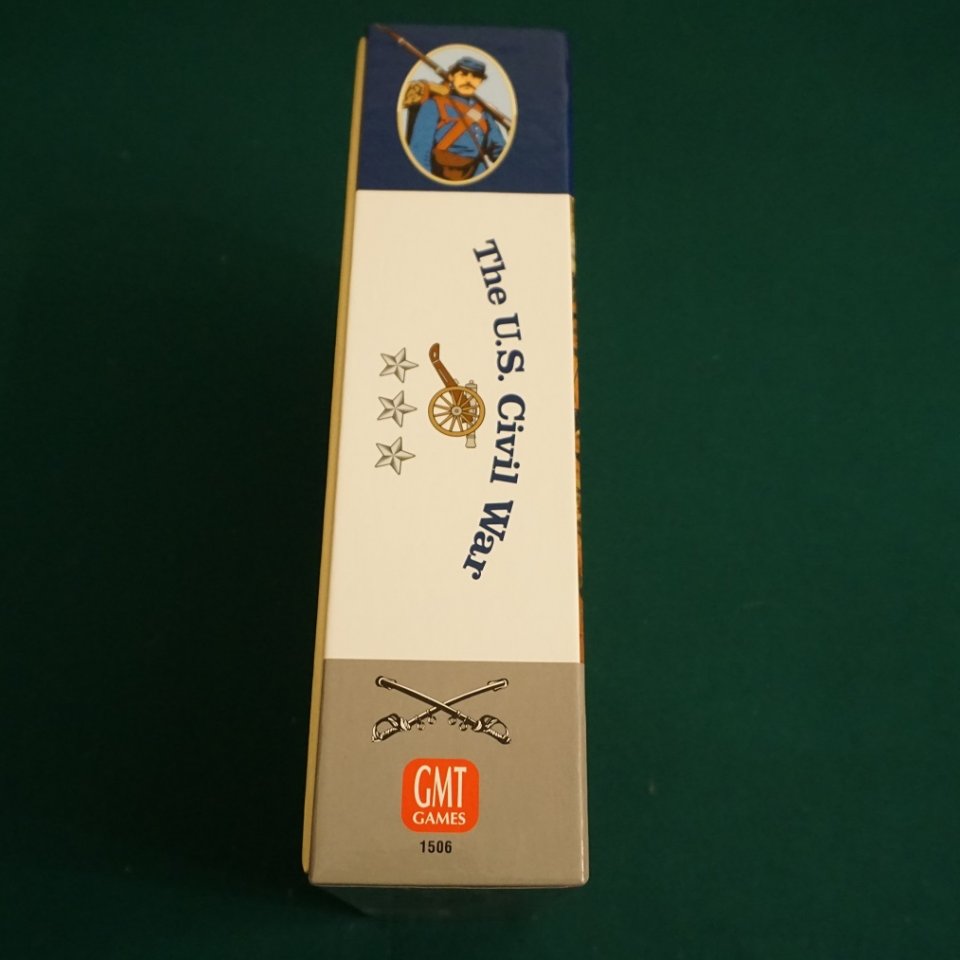 The U.S. Civil War
GMT
GAMES
1506